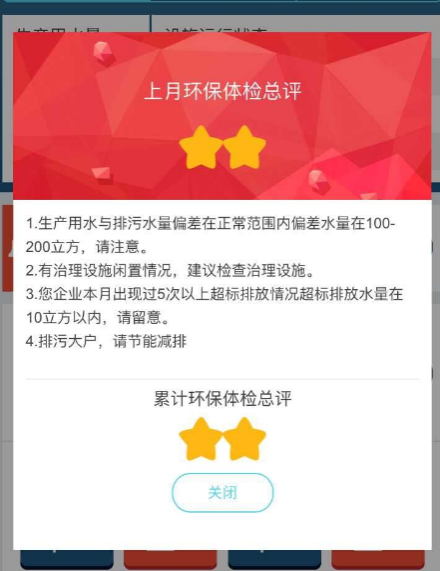 上月环保体检总评
1.生产用水与排污水量偏差在正常范围内偏差水量在100-
200立方，请注意。
2.有治理设施闲置情况，建议检查治理设施。
3.您企业本月出现过5次以上超标排放情况超标排放水量在
10立方以内，请留意。
4.排污大户，请节能减排
累计环保体检总评
关闭